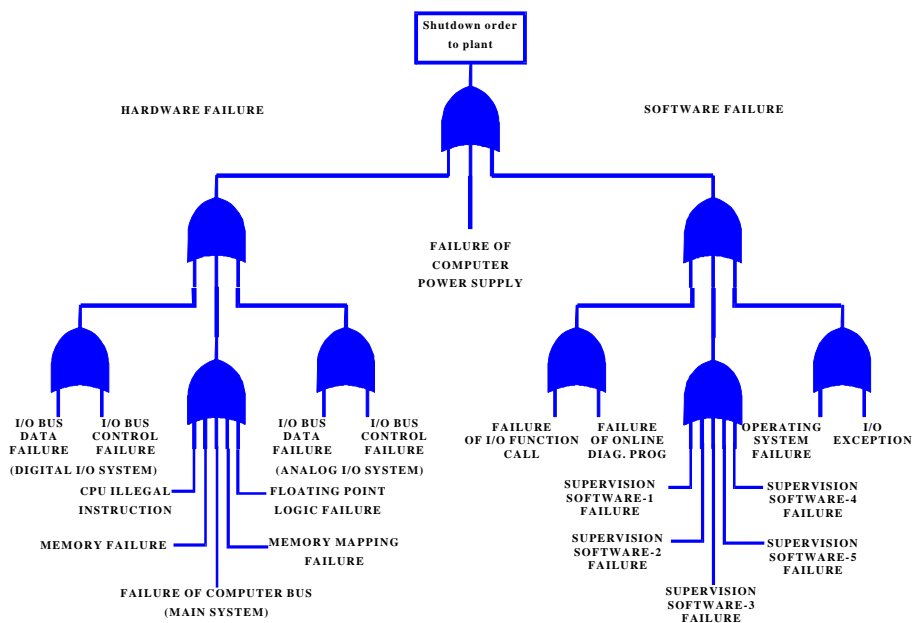 Shutdown order
to plant
HARDWARE FAILURE
SOFTWARE FAILURE
FAILURE OF
COMPUTER
POWER SUPPLY
I/O BUS
DATA
FAILURE
I/O BUS
CONTROL
FAILURE
(DIGITAL I/O SYSTEM)
I/O BUS
DATA
FAILURE
I/O BUS
CONTROL
FAILURE
(ANALOG I/O SYSTEM)
CPU ILLEGAL
INSTRUCTION
FLOATING POINT
LOGIC FAILURE
MEMORY FAILURE
MEMORY MAPPING
FAILURE
FAILURE OF COMPUTER BUS
(MAIN SYSTEM)
FAILURE
OF I/O FUNCTION
CALL
FAILURE
OF ONLINE
DIAG. PROG
OPERATING
SYSTEM
FAILURE
I/O
EXCEPTION
SUPERVISION
SOFTWARE-1
FAILURE
SUPERVISION
SOFTWARE-4
FAILURE
SUPERVISION
SOFTWARE-2
FAILURE
SUPERVISION
SOFTWARE-5
FAILURE
SUPERVISION
SOFTWARE-3
FAILURE